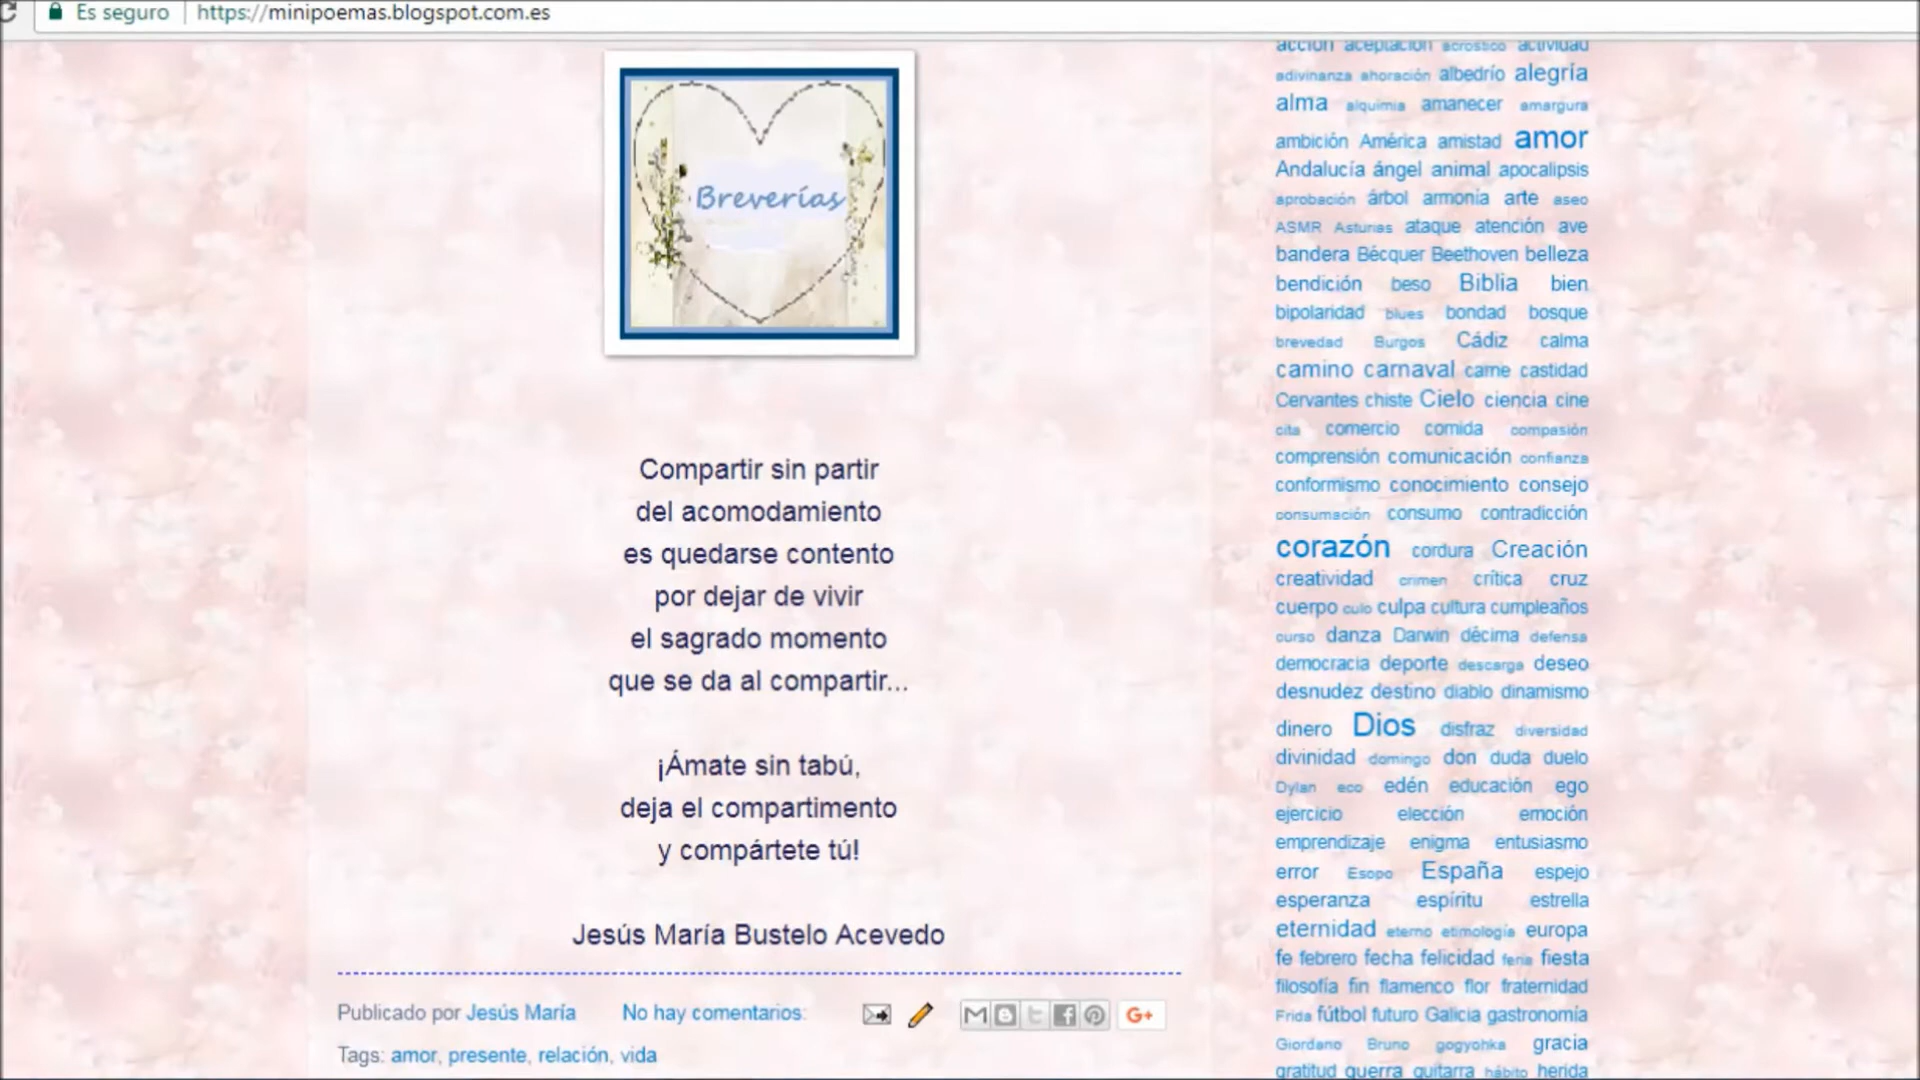 Es seguro https://minipoemas.blogspot.com.es
Breverías
Compartir sin partir
del acomodamiento
es quedarse contento
por dejar de vivir
el sagrado momento
que se da al compartir...
¡Ámate sin tabú,
deja el compartimento
y compártete tú!
Jesús María Bustelo Acevedo
Publicado por Jesús María No hay comentarios: G+
Tags: amor, presente, relación, vida
acción aceptación acróstico actividad
adivinanza ahoración albedrío alegría
alma alquimia amanecer amargura
ambición América amistad amor
Andalucía ángel animal apocalipsis
aprobación árbol armonía arte aseo
ASMR Asturias ataque atención ave
bandera Bécquer Beethoven belleza
bendición beso Biblia bien
bipolaridad blues bondad bosque
brevedad Burgos Cádiz calma
camino carnaval carne castidad
Cervantes chiste Cielo ciencia cine
cita comercio comida compasión
comprensión comunicación confianza
conformismo conocimiento consejo
consumación consumo contradicción
corazón cordura Creación
creatividad crimen crítica cruz
cuerpo culo culpa cultura cumpleaños
curso danza Darwin décima defensa
democracia deporte descarga deseo
desnudez destino diablo dinamismo
dinero Dios disfraz diversidad
divinidad domingo don duda duelo
Dylan eco edén educación ego
ejercicio elección emoción
emprendizaje enigma entusiasmo
error Esopo España espejo
esperanza espíritu estrella
eternidad eterno etimología europa
fe febrero fecha felicidad feria fiesta
filosofía fin flamenco flor fraternidad
Frida fútbol futuro Galicia gastronomía
Giordano Bruno gogyohka gracia
gratitud guerra guitarra hábito herida